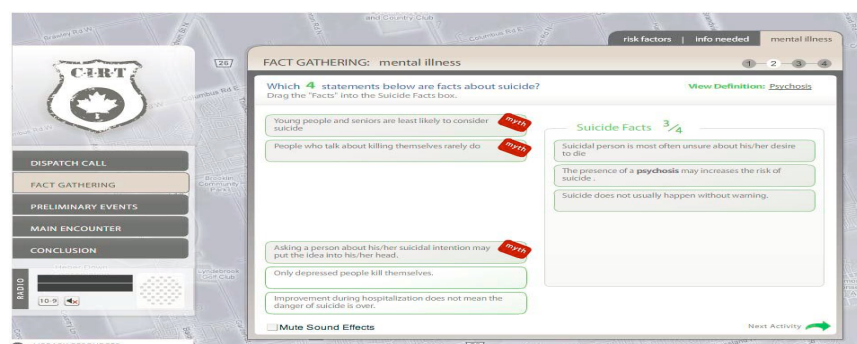 and Country Club
Columbus Rd E
risk factors | info needed | mental illness
26
FACT GATHERING: mental illness
1 2 3 4
C·I·R·T
1
Which 4 statements below are facts about suicide?
View Definition: Psychosis
Drag the "Facts" into the Suicide Facts box.
Young people and seniors are least likely to consider
suicide
myth
People who talk about killing themselves rarely do
myth
Asking a person about his/her suicidal intention may
put the idea into his/her head.
myth
Only depressed people kill themselves.
Improvement during hospitalization does not mean the
danger of suicide is over.
Suicide Facts 3/4
Suicidal person is most often unsure about his/her desire
to die
The presence of a psychosis may increases the risk of
suicide .
Suicide does not usually happen without warning.
DISPATCH CALL
FACT GATHERING
PRELIMINARY EVENTS
MAIN ENCOUNTER
CONCLUSION
RADIO
10-9
Mute Sound Effects
Next Activity